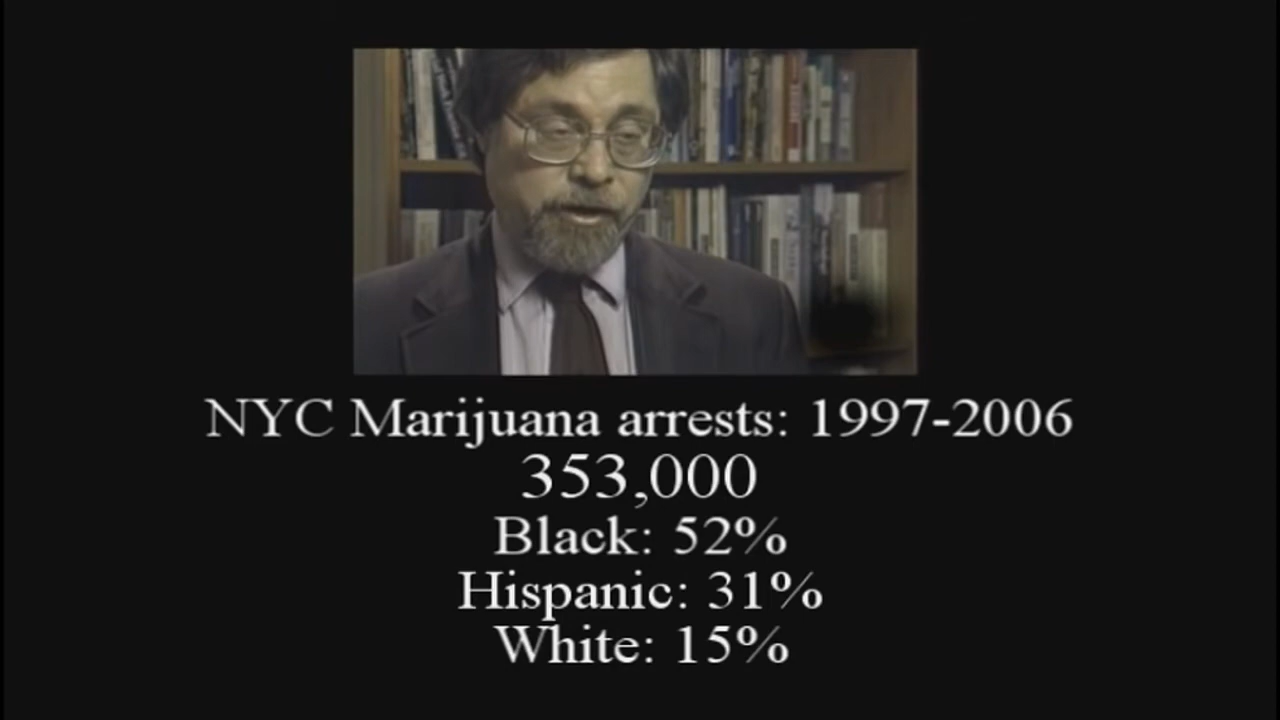 NYC Marijuana arrests: 1997-2006
353,000
Black: 52%
Hispanic: 31%
White: 15%